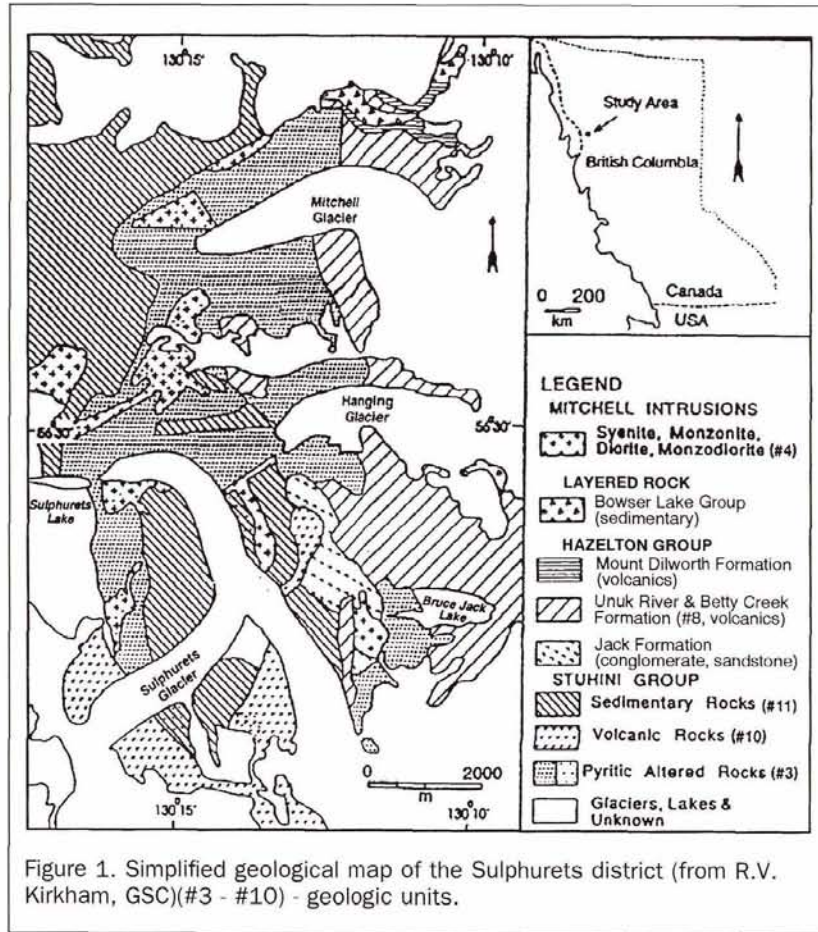 130°15'
130°10'
Mitchell
Glacier
Hanging
Glacier
56°30'
56°30'
Sulphurets
Lake
Bruce Jack
Lake
Sulphurets
Glacier
0 2000
m
130°15'
130°10'
Study Area
British Columbia
0 200
km
Canada
USA
LEGEND
MITCHELL INTRUSIONS
Syenite, Monzonite,
Diorite, Monzodiorite (#4)
LAYERED ROCK
Bowser Lake Group
(sedimentary)
HAZELTON GROUP
Mount Dilworth Formation
(volcanics)
Unuk River & Betty Creek
Formation (#8, volcanics)
Jack Formation
(conglomerate, sandstone)
STUHINI GROUP
Sedimentary Rocks (#11)
Volcanic Rocks (#10)
Pyritic Altered Rocks (#3)
Glaciers, Lakes &
Unknown
Figure 1. Simplified geological map of the Sulphurets district (from R.V.
Kirkham, GSC)(#3 - #10) - geologic units.